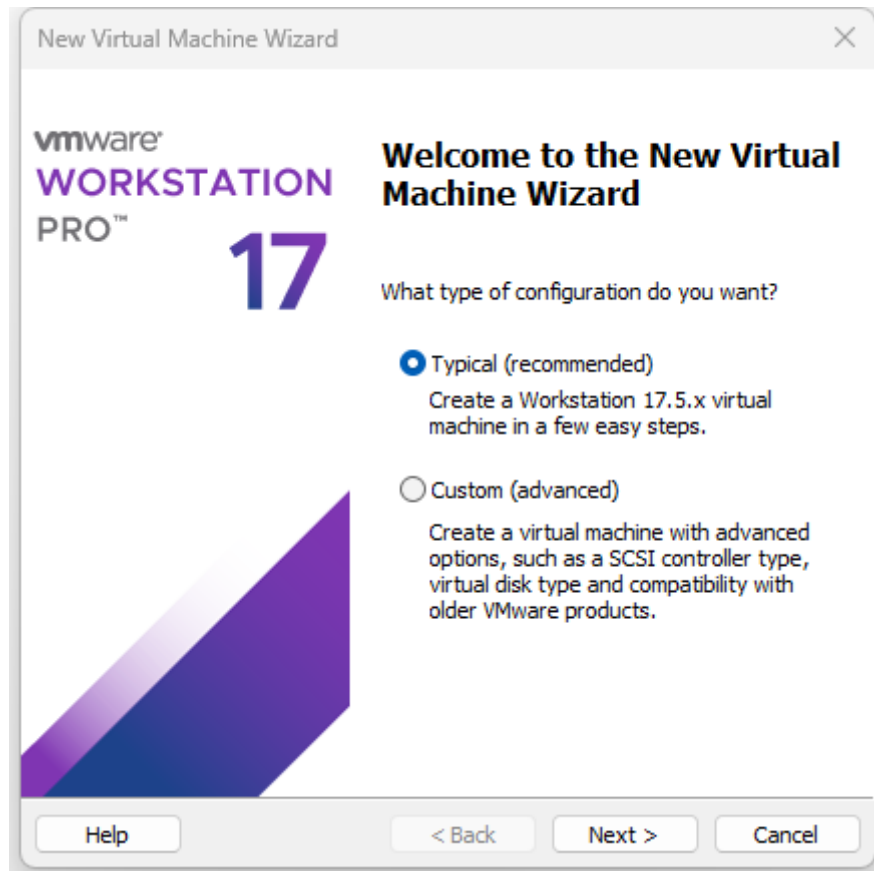 New Virtual Machine Wizard
vmware®
WORKSTATION
PRO™
17
Welcome to the New Virtual
Machine Wizard
What type of configuration do you want?
Typical (recommended)
Create a Workstation 17.5.x virtual
machine in a few easy steps.
Custom (advanced)
Create a virtual machine with advanced
options, such as a SCSI controller type,
virtual disk type and compatibility with
older VMware products.
Help
< Back
Next >
Cancel